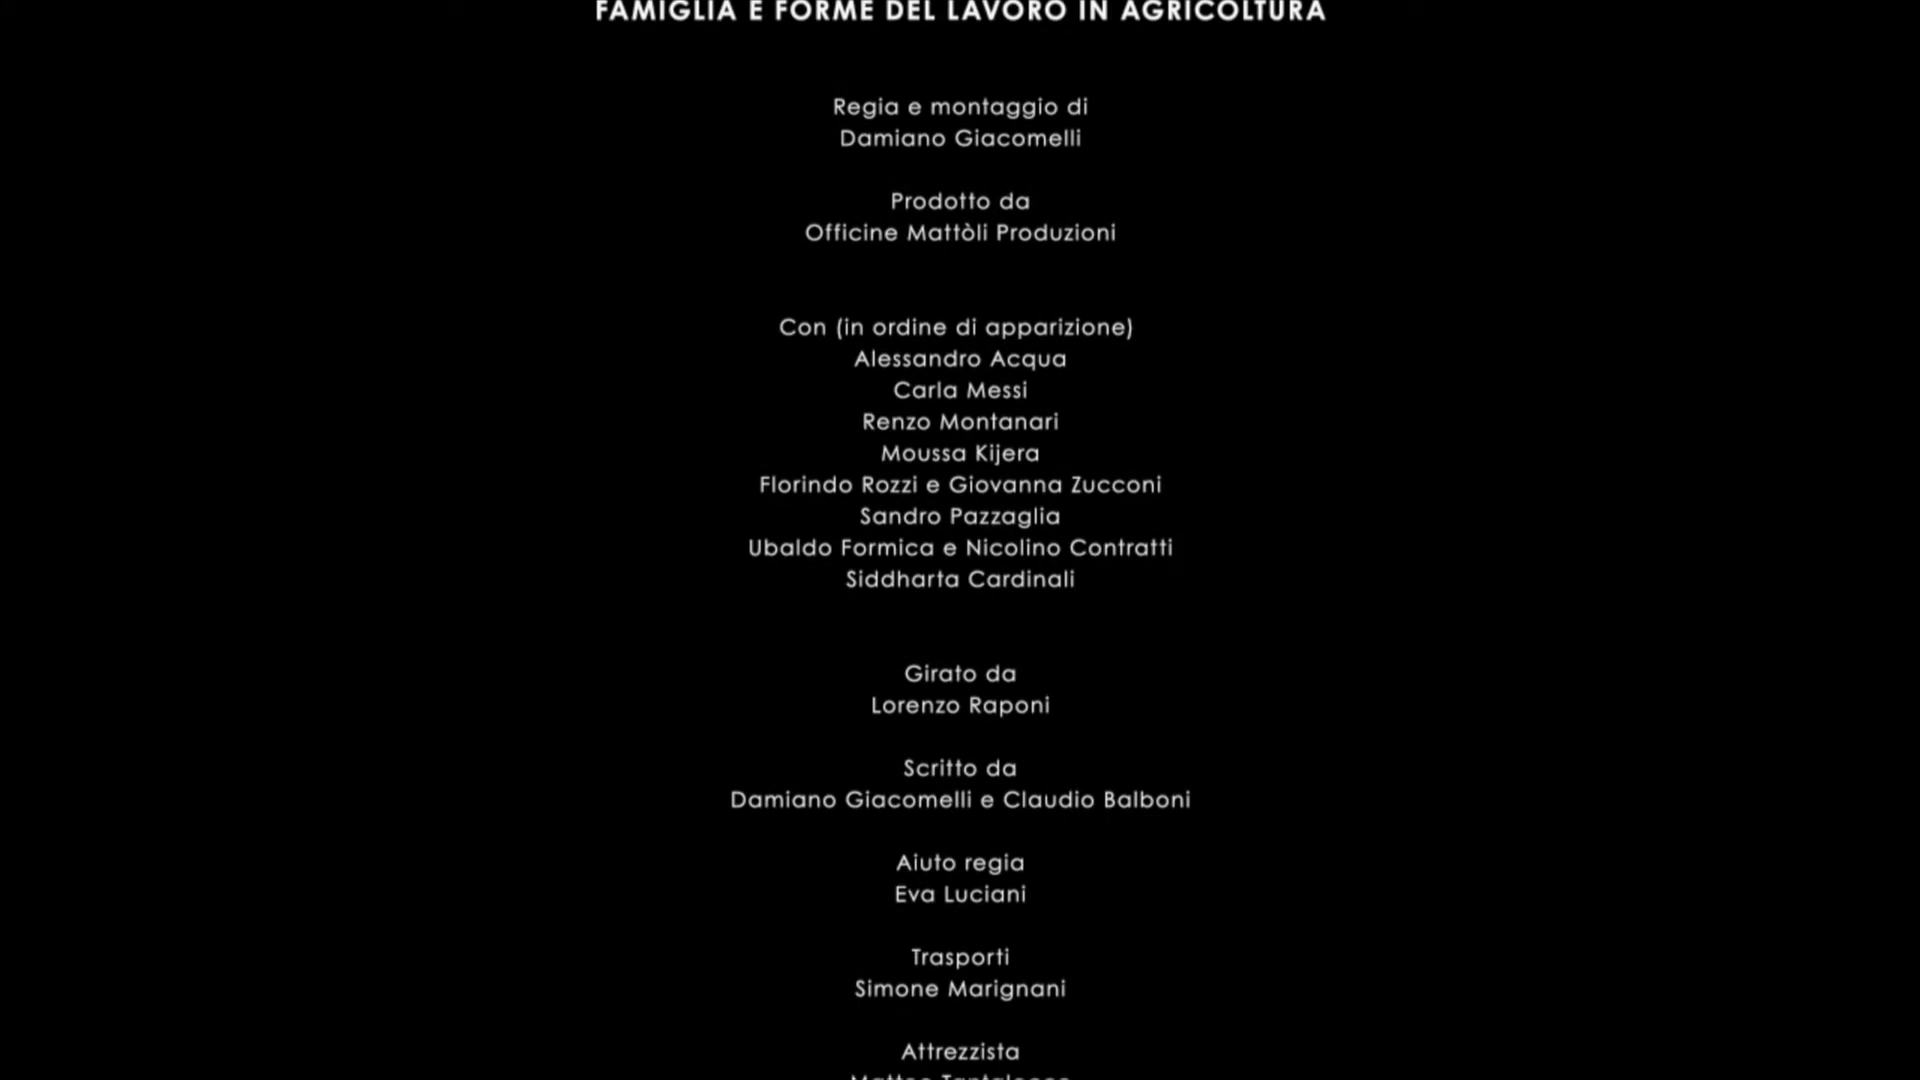 FAMIGLIA E FORME DEL LAVORO IN AGRICOLTURA
Regia e montaggio di
Damiano Giacomelli
Prodotto da
Officine Mattòli Produzioni
Con (in ordine di apparizione)
Alessandro Acqua
Carla Messi
Renzo Montanari
Moussa Kijera
Florindo Rozzi e Giovanna Zucconi
Sandro Pazzaglia
Ubaldo Formica e Nicolino Contratti
Siddharta Cardinali
Girato da
Lorenzo Raponi
Scritto da
Damiano Giacomelli e Claudio Balboni
Aiuto regia
Eva Luciani
Trasporti
Simone Marignani
Attrezzista